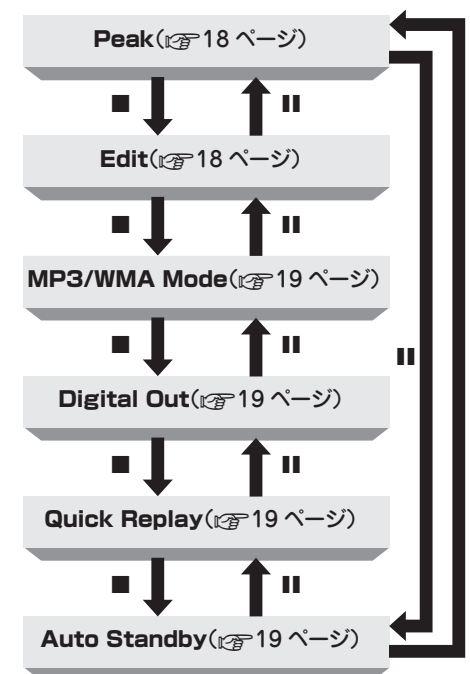 Peak(☞18 ページ)
■ ⏸
Edit(☞18 ページ)
■ ⏸
MP3/WMA Mode(☞19 ページ)
■ ⏸
⏸
Digital Out(☞19 ページ)
■ ⏸
Quick Replay(☞19 ページ)
■ ⏸
Auto Standby(☞19 ページ)